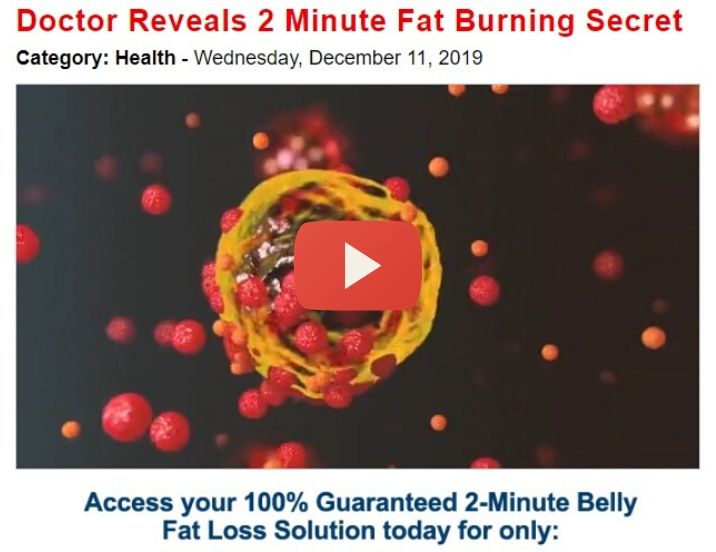 Doctor Reveals 2 Minute Fat Burning Secret
Category: Health - Wednesday, December 11, 2019
Access your 100% Guaranteed 2-Minute Belly
Fat Loss Solution today for only: